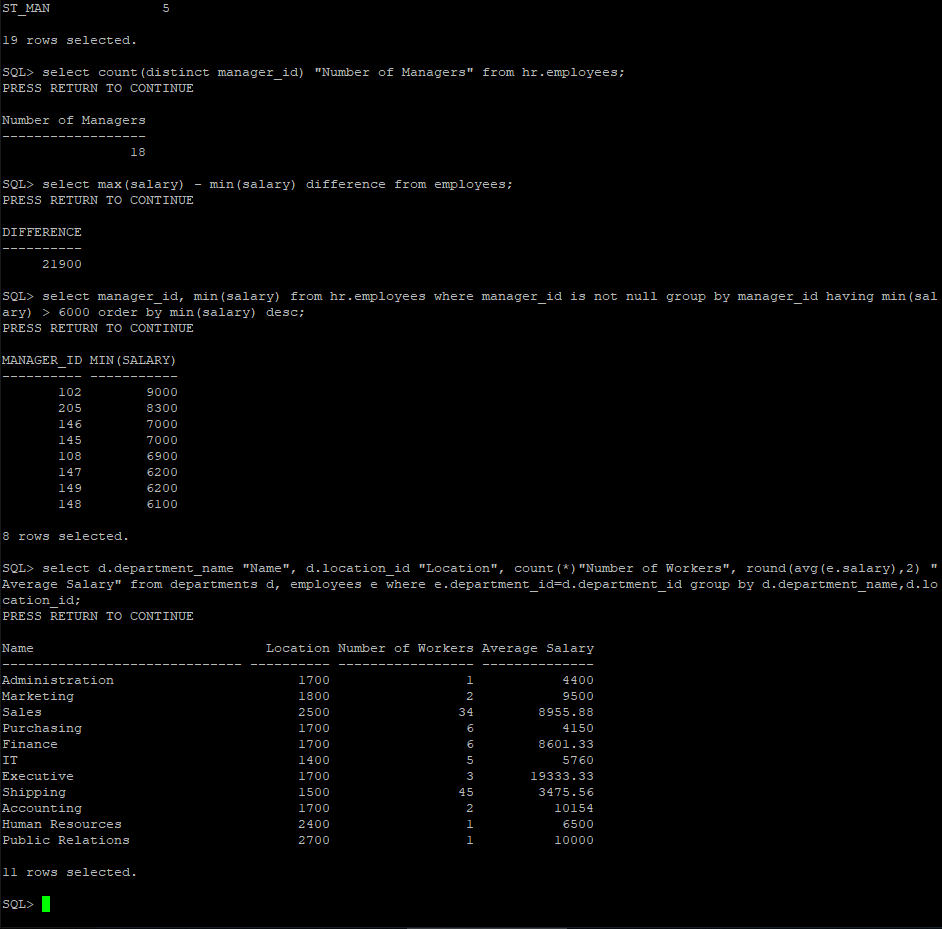 ST_MAN              5
19 rows selected.
SQL> select count(distinct manager_id) "Number of Managers" from hr.employees;
PRESS RETURN TO CONTINUE
Number of Managers
------------------
                18
SQL> select max(salary) - min(salary) difference from employees;
PRESS RETURN TO CONTINUE
DIFFERENCE
----------
     21900
SQL> select manager_id, min(salary) from hr.employees where manager_id is not null group by manager_id having min(sal
ary) > 6000 order by min(salary) desc;
PRESS RETURN TO CONTINUE
MANAGER_ID MIN(SALARY)
---------- -----------
       102        9000
       205        8300
       146        7000
       145        7000
       108        6900
       147        6200
       149        6200
       148        6100
8 rows selected.
SQL> select d.department_name "Name", d.location_id "Location", count(*)"Number of Workers", round(avg(e.salary),2) "
Average Salary" from departments d, employees e where e.department_id=d.department_id group by d.department_name,d.lo
cation_id;
PRESS RETURN TO CONTINUE
Name                             Location Number of Workers Average Salary
------------------------------ ---------- ----------------- --------------
Administration                       1700                 1           4400
Marketing                            1800                 2           9500
Sales                                2500                34        8955.88
Purchasing                           1700                 6           4150
Finance                              1700                 6        8601.33
IT                                   1400                 5           5760
Executive                            1700                 3       19333.33
Shipping                             1500                45        3475.56
Accounting                           1700                 2          10154
Human Resources                      2400                 1           6500
Public Relations                     2700                 1          10000
11 rows selected.
SQL>